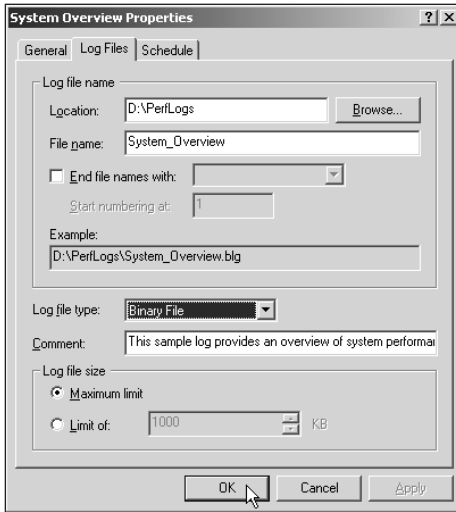 System Overview Properties
General Log Files Schedule
Log file name
Location: D:\PerfLogs Browse...
File name: System_Overview
End file names with:
Start numbering at: 1
Example:
D:\PerfLogs\System_Overview.blg
Log file type: Binary File
Comment: This sample log provides an overview of system
Log file size
Maximum limit
Limit of: 1000 KB
OK Cancel Apply